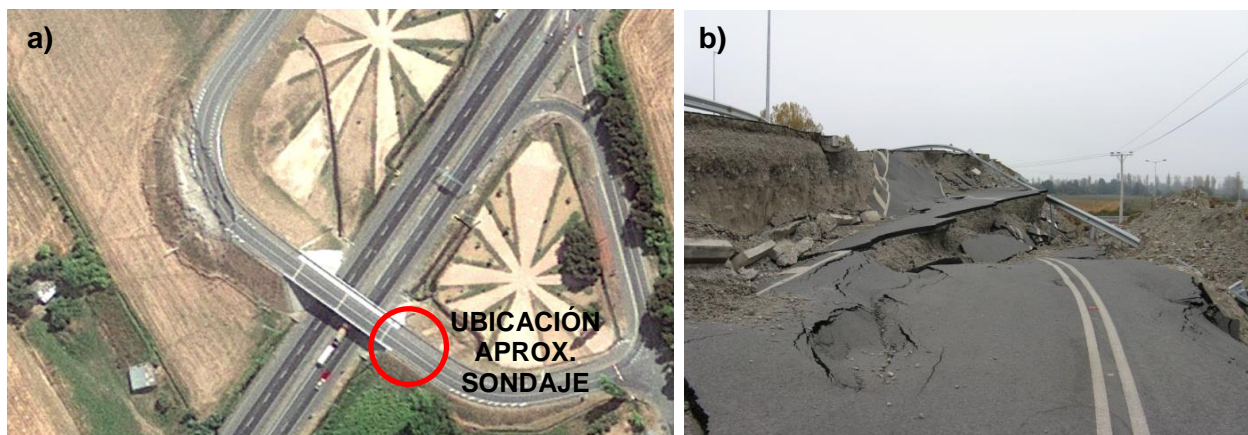 a)
UBICACIÓN
APROX.
SONDAJE
b)